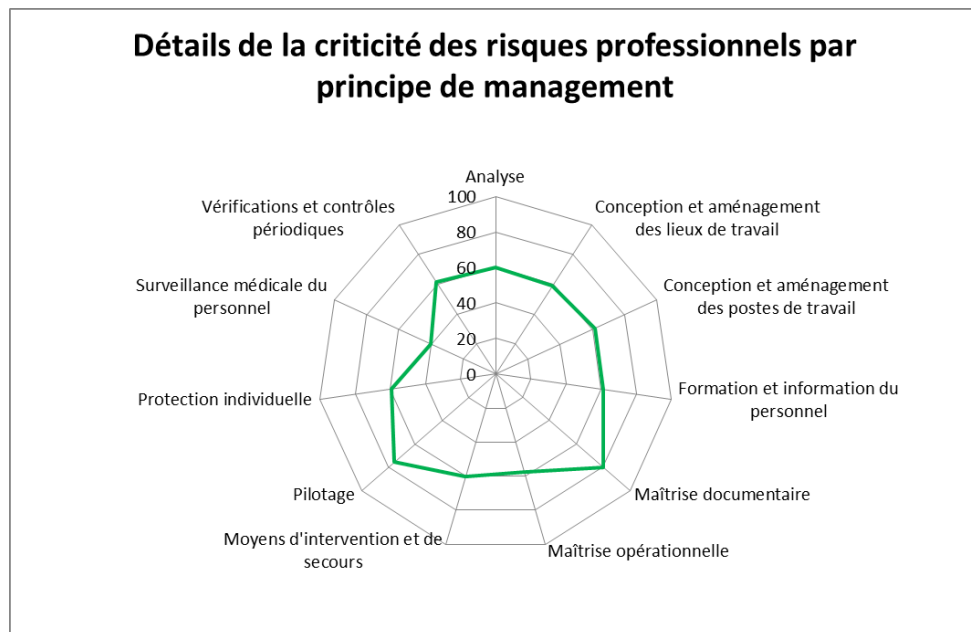 Détails de la criticité des risques professionnels par
principe de management
Analyse
Conception et aménagement
des lieux de travail
Conception et aménagement
des postes de travail
Formation et information du
personnel
Maîtrise documentaire
Maîtrise opérationnelle
Moyens d'intervention et de
secours
Pilotage
Protection individuelle
Surveillance médicale du
personnel
Vérifications et contrôles
périodiques
100
80
60
40
20
0